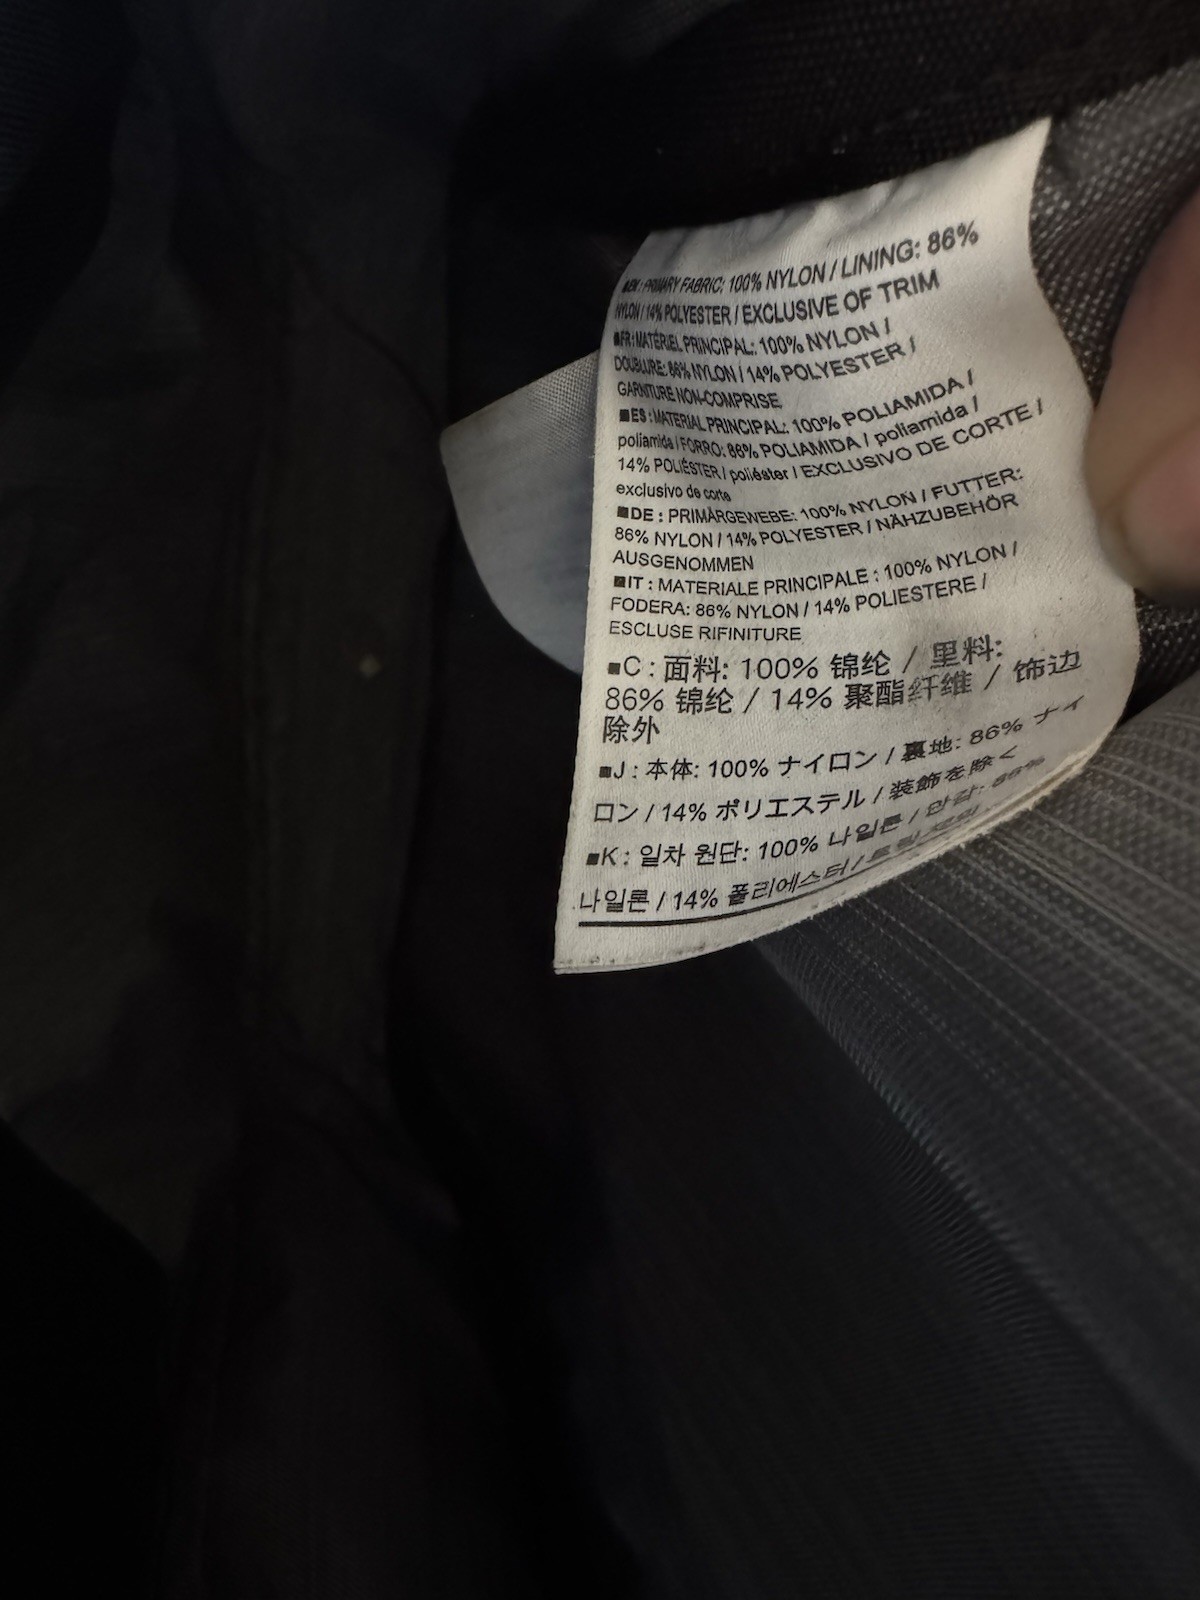 ■EN : PRIMARY FABRIC: 100% NYLON / LINING: 86%
NYLON / 14% POLYESTER / EXCLUSIVE OF TRIM
■FR : MATÉRIEL PRINCIPAL: 100% NYLON /
DOUBLURE: 86% NYLON / 14% POLYESTER /
GARNITURE NON-COMPRISE
■ES : MATERIAL PRINCIPAL: 100% POLIAMIDA /
poliamida / FORRO: 86% POLIAMIDA / poliamida /
14% POLIÉSTER / poliéster / EXCLUSIVO DE CORTE /
exclusivo de corte
■DE : PRIMÄRGEWEBE: 100% NYLON / FUTTER:
86% NYLON / 14% POLYESTER / NÄHZUBEHÖR
AUSGENOMMEN
■IT : MATERIALE PRINCIPALE : 100% NYLON /
FODERA: 86% NYLON / 14% POLIESTERE /
ESCLUSE RIFINITURE
■C : 面料: 100% 锦纶 / 里料:
86% 锦纶 / 14% 聚酯纤维 / 饰边
除外
■J : 本体: 100% ナイロン / 裏地: 86% ナイ
ロン / 14% ポリエステル / 装飾を除く
■K : 일차 원단: 100% 나일론 / 안감: 86%
나일론 / 14% 폴리에스터 / 트림